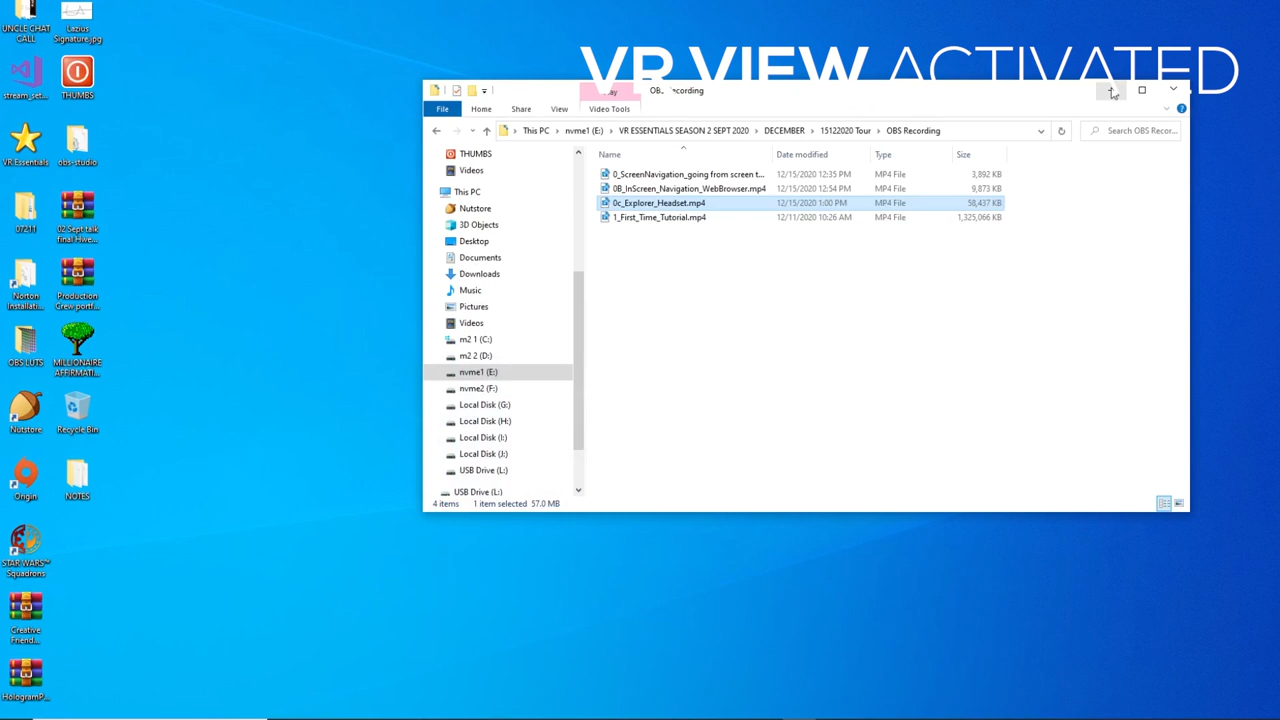 VR VIEW ACTIVATED
UNCLE CHAT
CALL
Lazius
Signature.jpg
stream_set...
THUMBS
VR Essentials
obs-studio
07211
02 Sept talk
final Hwe...
Norton
Installati...
Production
Crew portf...
OBS LUTS
MILLIONAIRE
AFFIRMATI...
Nutstore
Recycle Bin
Origin
NOTES
STAR WARS™
Squadrons
Creative
Friend...
HologramP...
File
Home
Share
View
Video Tools
This PC
nvme1 (E:)
VR ESSENTIALS SEASON 2 SEPT 2020
DECEMBER
15122020 Tour
OBS Recording
Search OBS Recor...
THUMBS
Videos
This PC
Nutstore
3D Objects
Desktop
Documents
Downloads
Music
Pictures
Videos
m2 1 (C:)
m2 2 (D:)
nvme1 (E:)
nvme2 (F:)
Local Disk (G:)
Local Disk (H:)
Local Disk (I:)
Local Disk (J:)
USB Drive (L:)
USB Drive (L:)
Name Date modified Type Size
0_ScreenNavigation_going from screen t... 12/15/2020 12:35 PM MP4 File 3,892 KB
0B_InScreen_Navigation_WebBrowser.mp4 12/15/2020 12:54 PM MP4 File 9,873 KB
0c_Explorer_Headset.mp4 12/15/2020 1:00 PM MP4 File 58,437 KB
1_First_Time_Tutorial.mp4 12/11/2020 10:26 AM MP4 File 1,325,066 KB
4 items 1 item selected 57.0 MB